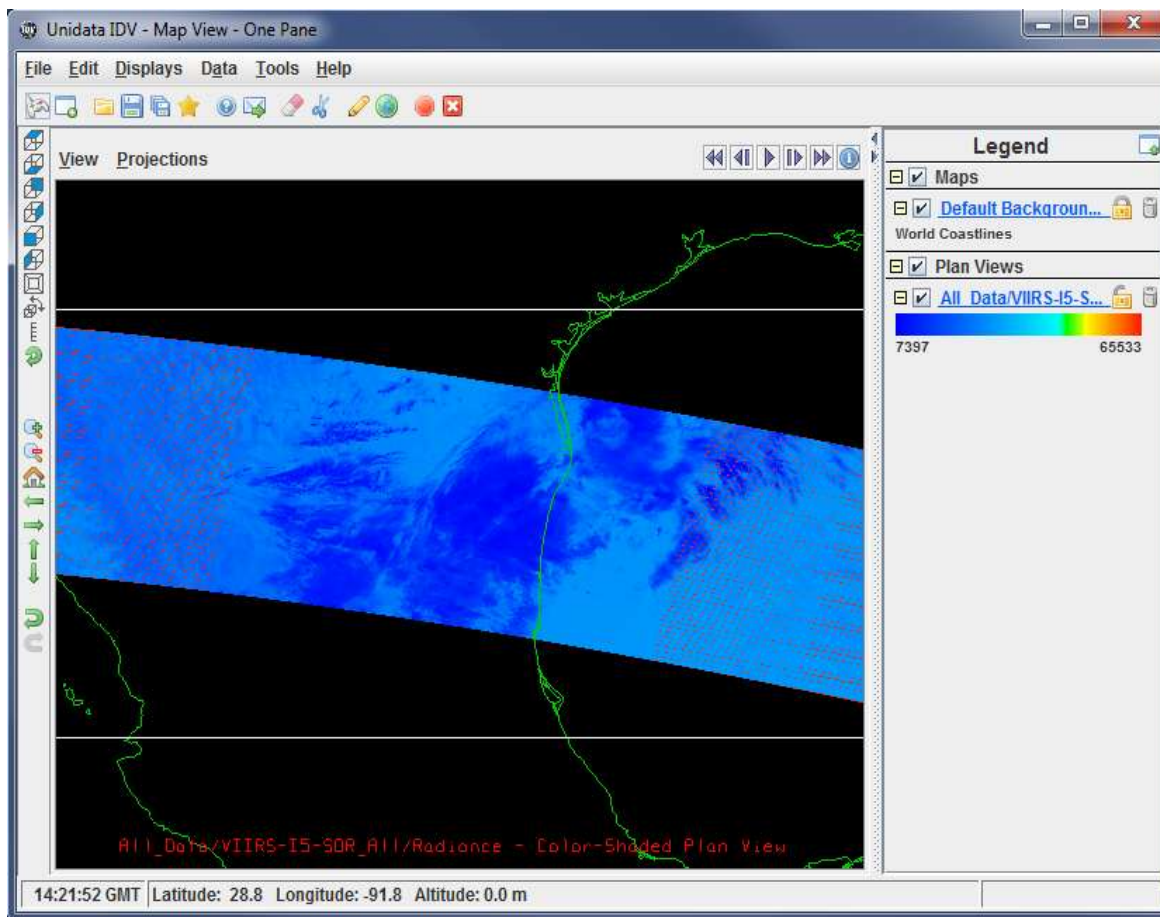 Unidata IDV - Map View - One Pane
File Edit Displays Data Tools Help
View Projections
Legend
Maps
Default Backgroun...
World Coastlines
Plan Views
All_Data/VIIRS-I5-S...
7397 65533
All_Data/VIIRS-I5-SDR_All/Radiance - Color-Shaded Plan View
14:21:52 GMT Latitude: 28.8 Longitude: -91.8 Altitude: 0.0 m